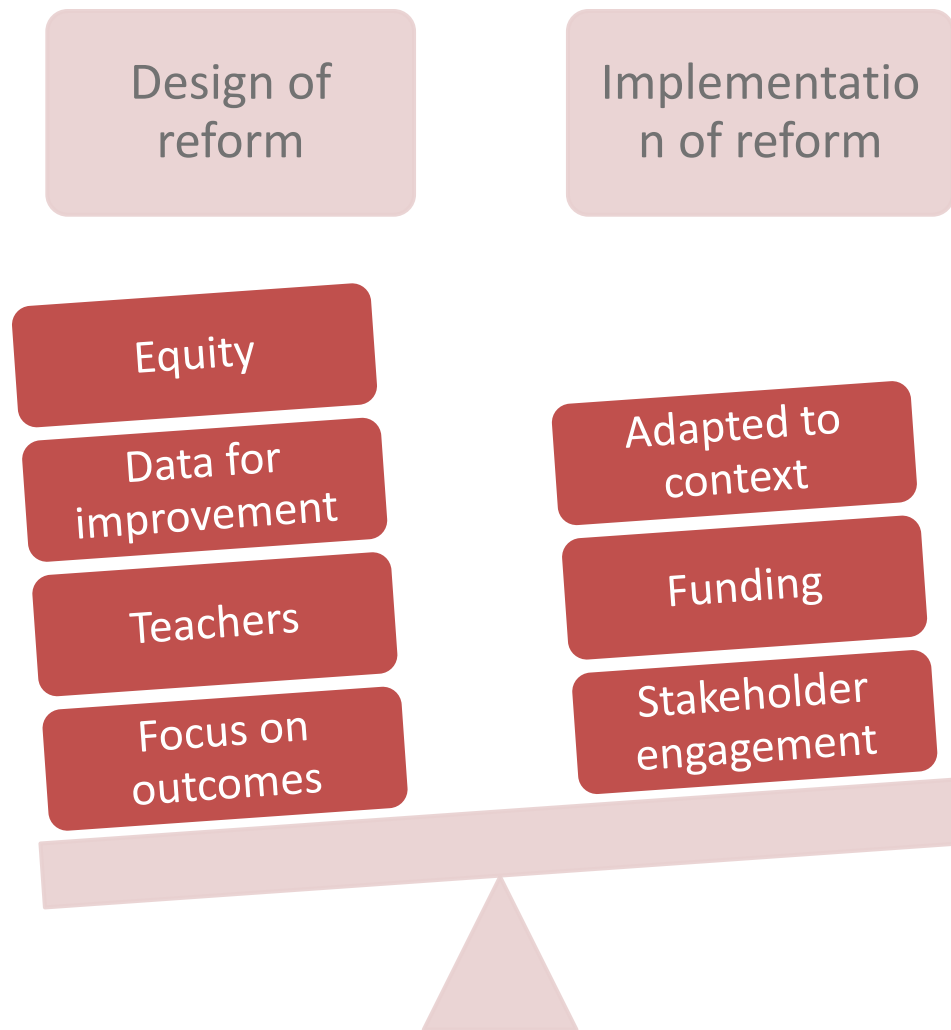 Design of
reform
Implementatio
n of reform
Equity
Data for
improvement
Teachers
Focus on
outcomes
Adapted to
context
Funding
Stakeholder
engagement